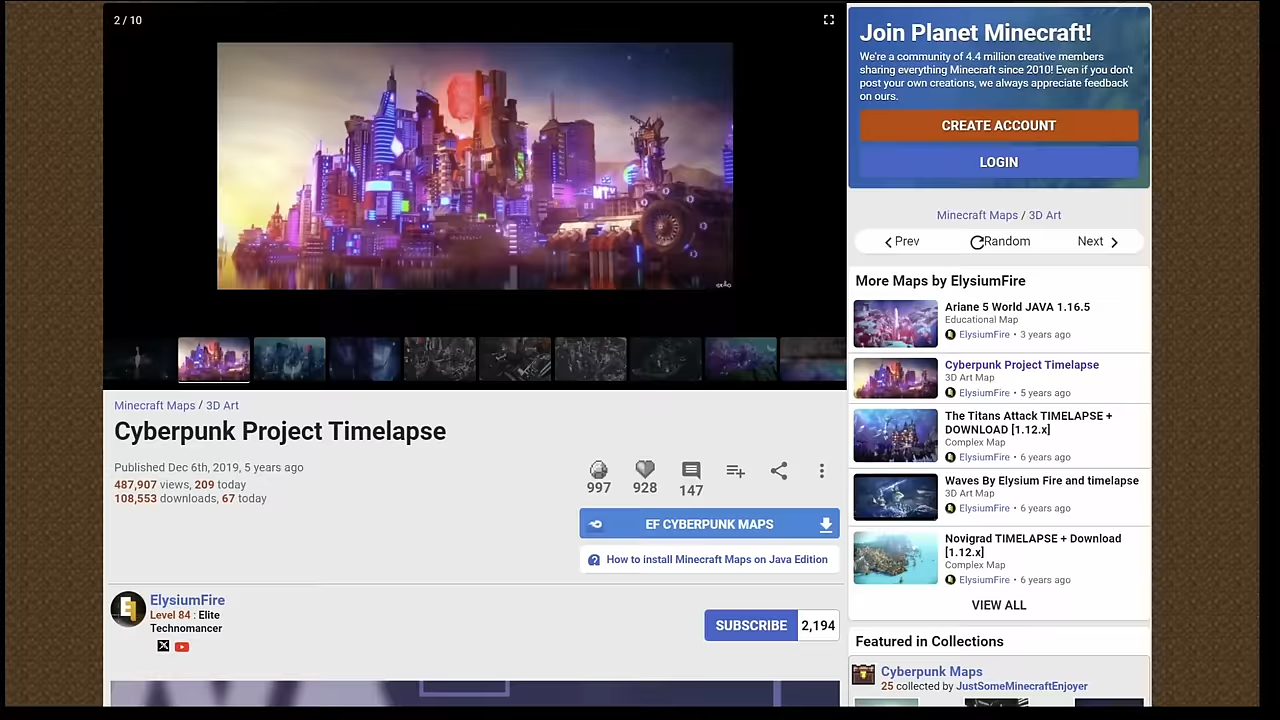 2 / 10
Minecraft Maps / 3D Art
Cyberpunk Project Timelapse
Published Dec 6th, 2019, 5 years ago
487,907 views, 209 today
108,553 downloads, 67 today
997
928
147
EF CYBERPUNK MAPS
How to install Minecraft Maps on Java Edition
ElysiumFire
Level 84 : Elite
Technomancer
SUBSCRIBE 2,194
Join Planet Minecraft!
We're a community of 4.4 million creative members
sharing everything Minecraft since 2010! Even if you don't
post your own creations, we always appreciate feedback
on ours.
CREATE ACCOUNT
LOGIN
Minecraft Maps / 3D Art
Prev Random Next
More Maps by ElysiumFire
Ariane 5 World JAVA 1.16.5
Educational Map
ElysiumFire • 3 years ago
Cyberpunk Project Timelapse
3D Art Map
ElysiumFire • 5 years ago
The Titans Attack TIMELAPSE +
DOWNLOAD [1.12.x]
Complex Map
ElysiumFire • 6 years ago
Waves By Elysium Fire and timelapse
3D Art Map
ElysiumFire • 6 years ago
Novigrad TIMELAPSE + Download
[1.12.x]
Complex Map
ElysiumFire • 6 years ago
VIEW ALL
Featured in Collections
Cyberpunk Maps
25 collected by JustSomeMinecraftEnjoyer